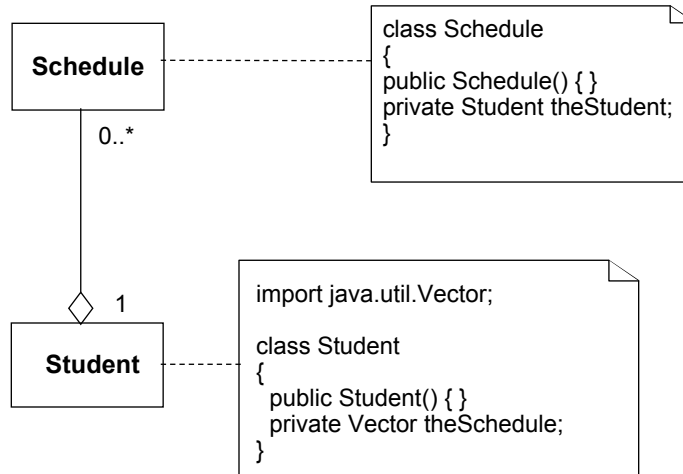 Schedule
class Schedule
{
public Schedule() { }
private Student theStudent;
}
0..*
1
Student
import java.util.Vector;
class Student
{
public Student() { }
private Vector theSchedule;
}